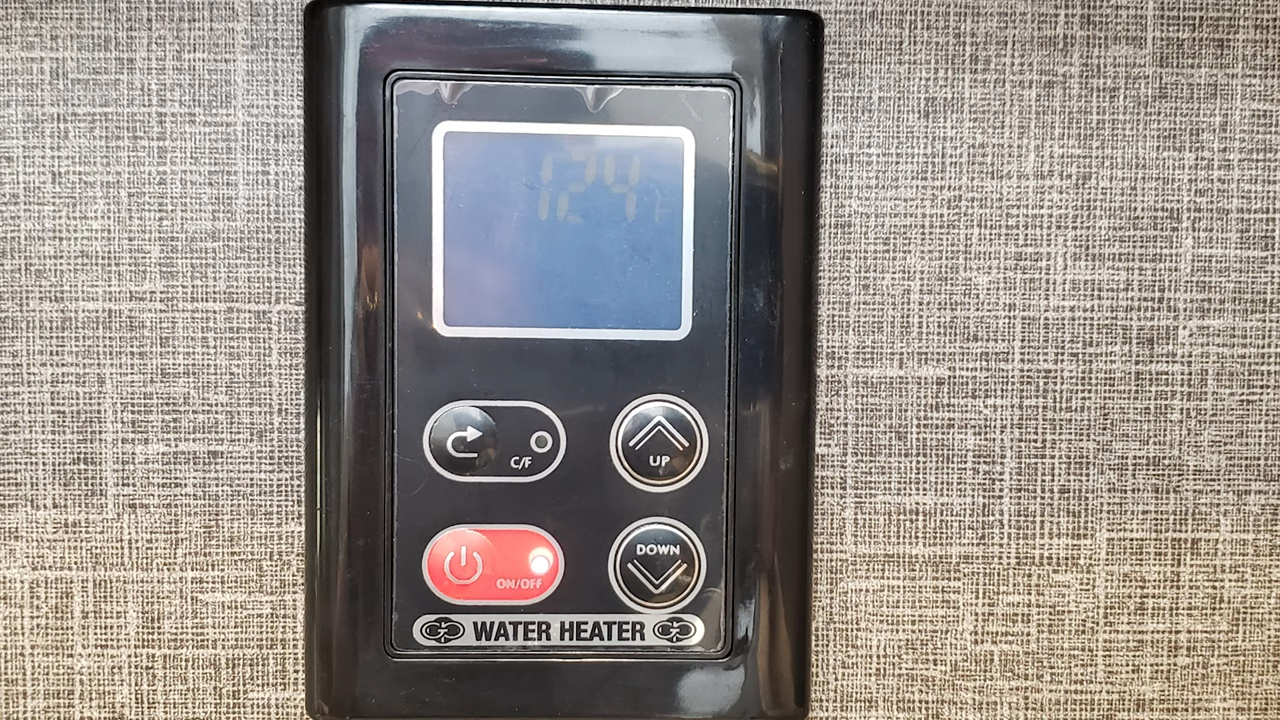 124 F
C/F
UP
ON/OFF
DOWN
WATER HEATER